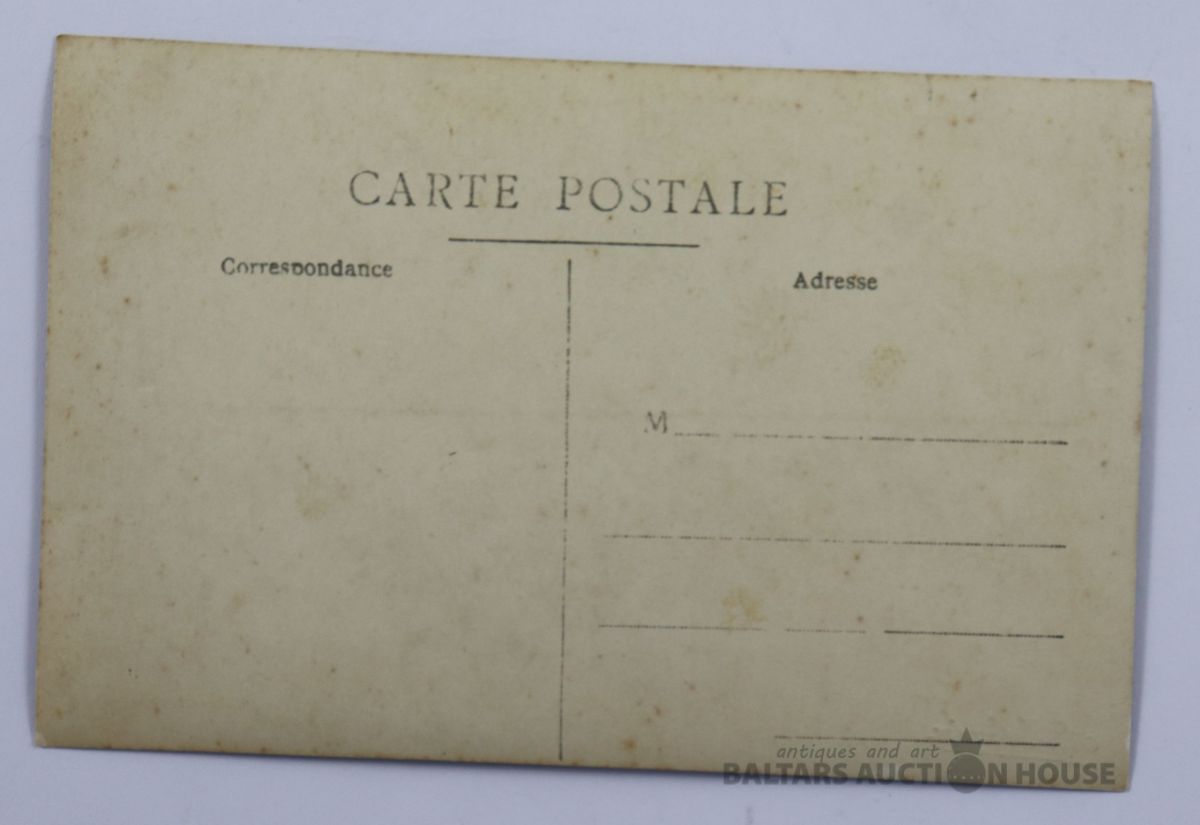 CARTE POSTALE
Correspondance
Adresse
M
antiques and art
BALTARS AUCTION HOUSE